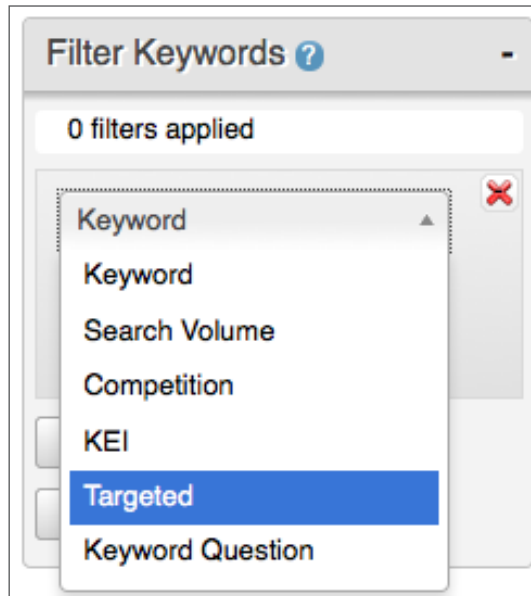 Filter Keywords ? -
0 filters applied
Keyword
Keyword
Search Volume
Competition
KEI
Targeted
Keyword Question